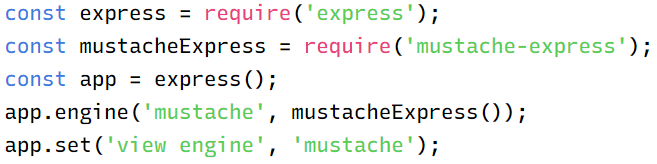 const express = require('express');
const mustacheExpress = require('mustache-express');
const app = express();
app.engine('mustache', mustacheExpress());
app.set('view engine', 'mustache');